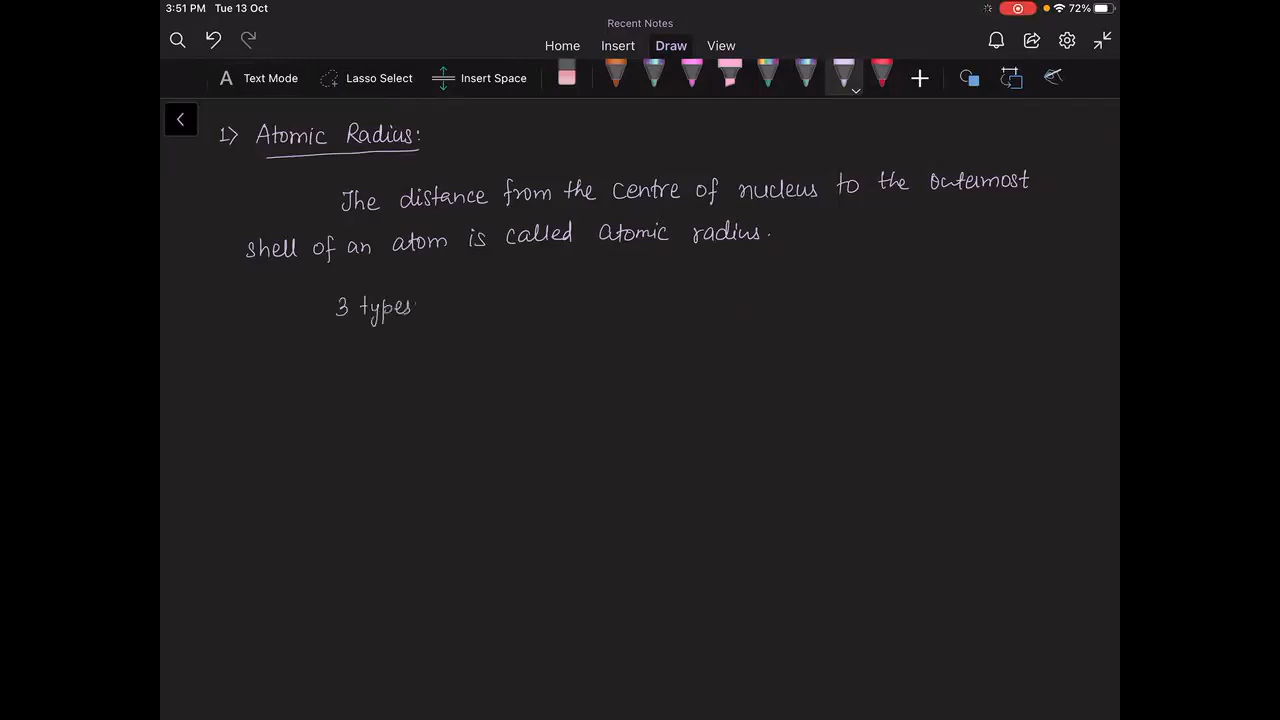 3:51 PM Tue 13 Oct
72%
Recent Notes
Home Insert Draw View
A Text Mode Lasso Select Insert Space
1) Atomic Radius:
The distance from the centre of nucleus to the outermost
shell of an atom is called atomic radius.
3 types